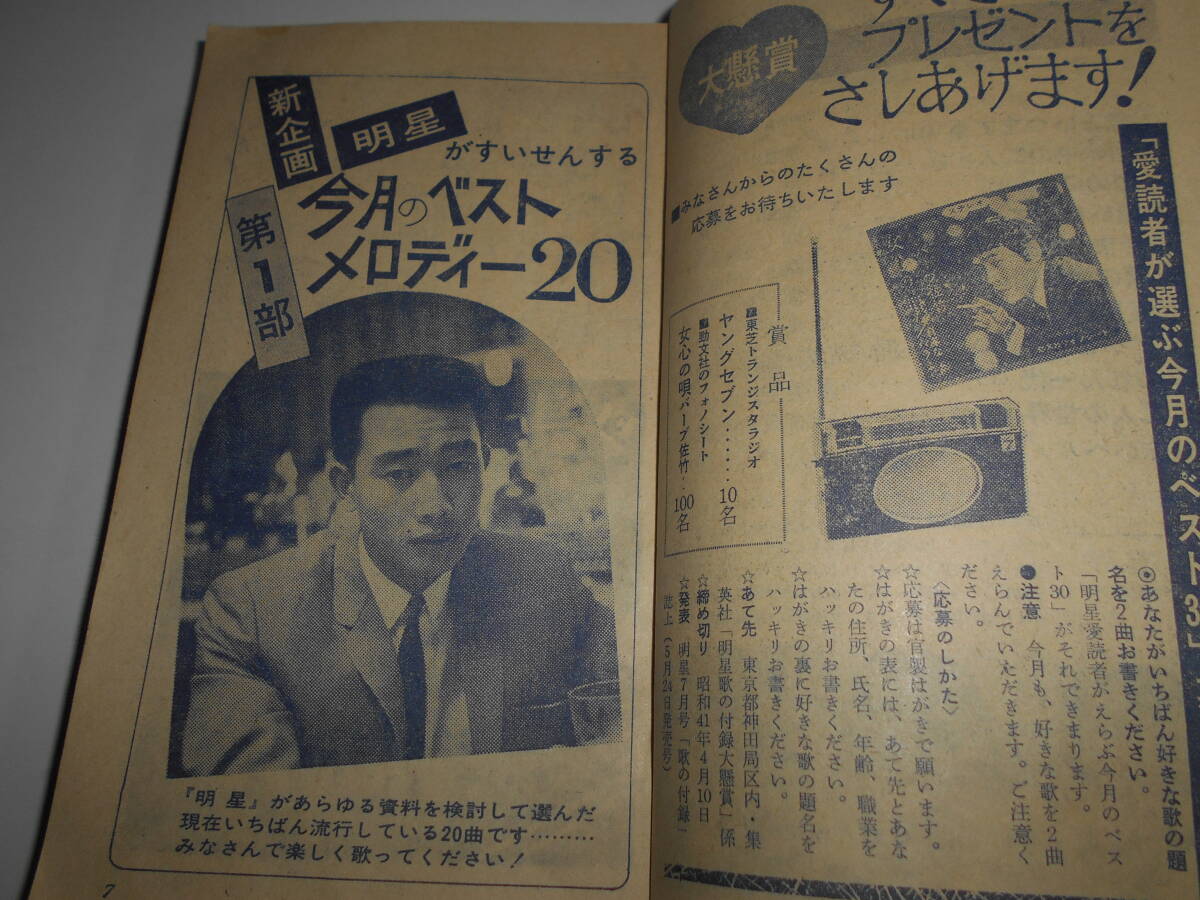 新企画
明星
がすいせんする
今月のベスト
メロディー20
第1部
『明星』があらゆる資料を検討して選んだ
現在いちばん流行している20曲です………
みなさんで楽しく歌ってください！
7
大懸賞
プレゼントを
さしあげます！
■みなさんからのたくさんの
応募をお待ちいたします
「愛読者が選ぶ今月のベスト30」
賞品
東芝トランジスタラジオ
ヤングセブン……10名
勁文社のフォノシート
女心の唄バーブ佐竹‥100名
◎あなたがいちばん好きな歌の題
名を2曲お書きください。
「明星愛読者がえらぶ今月のベス
ト30」がそれできまります。
●注意　今月も、好きな歌を2曲
えらんでいただきます。ご注意く
ださい。
〈応募のしかた〉
☆応募は官製はがきで願います。
☆はがきの表には、あて先とあな
たの住所、氏名、年齢、職業を
ハッキリお書きください。
☆はがきの裏に好きな歌の題名を
ハッキリお書きください。
☆あて先　東京都神田局区内・集
英社「明星歌の付録大懸賞」係
☆締め切り　昭和41年4月10日
☆発表　明星7月号「歌の付録」
誌上（5月24日発売号）